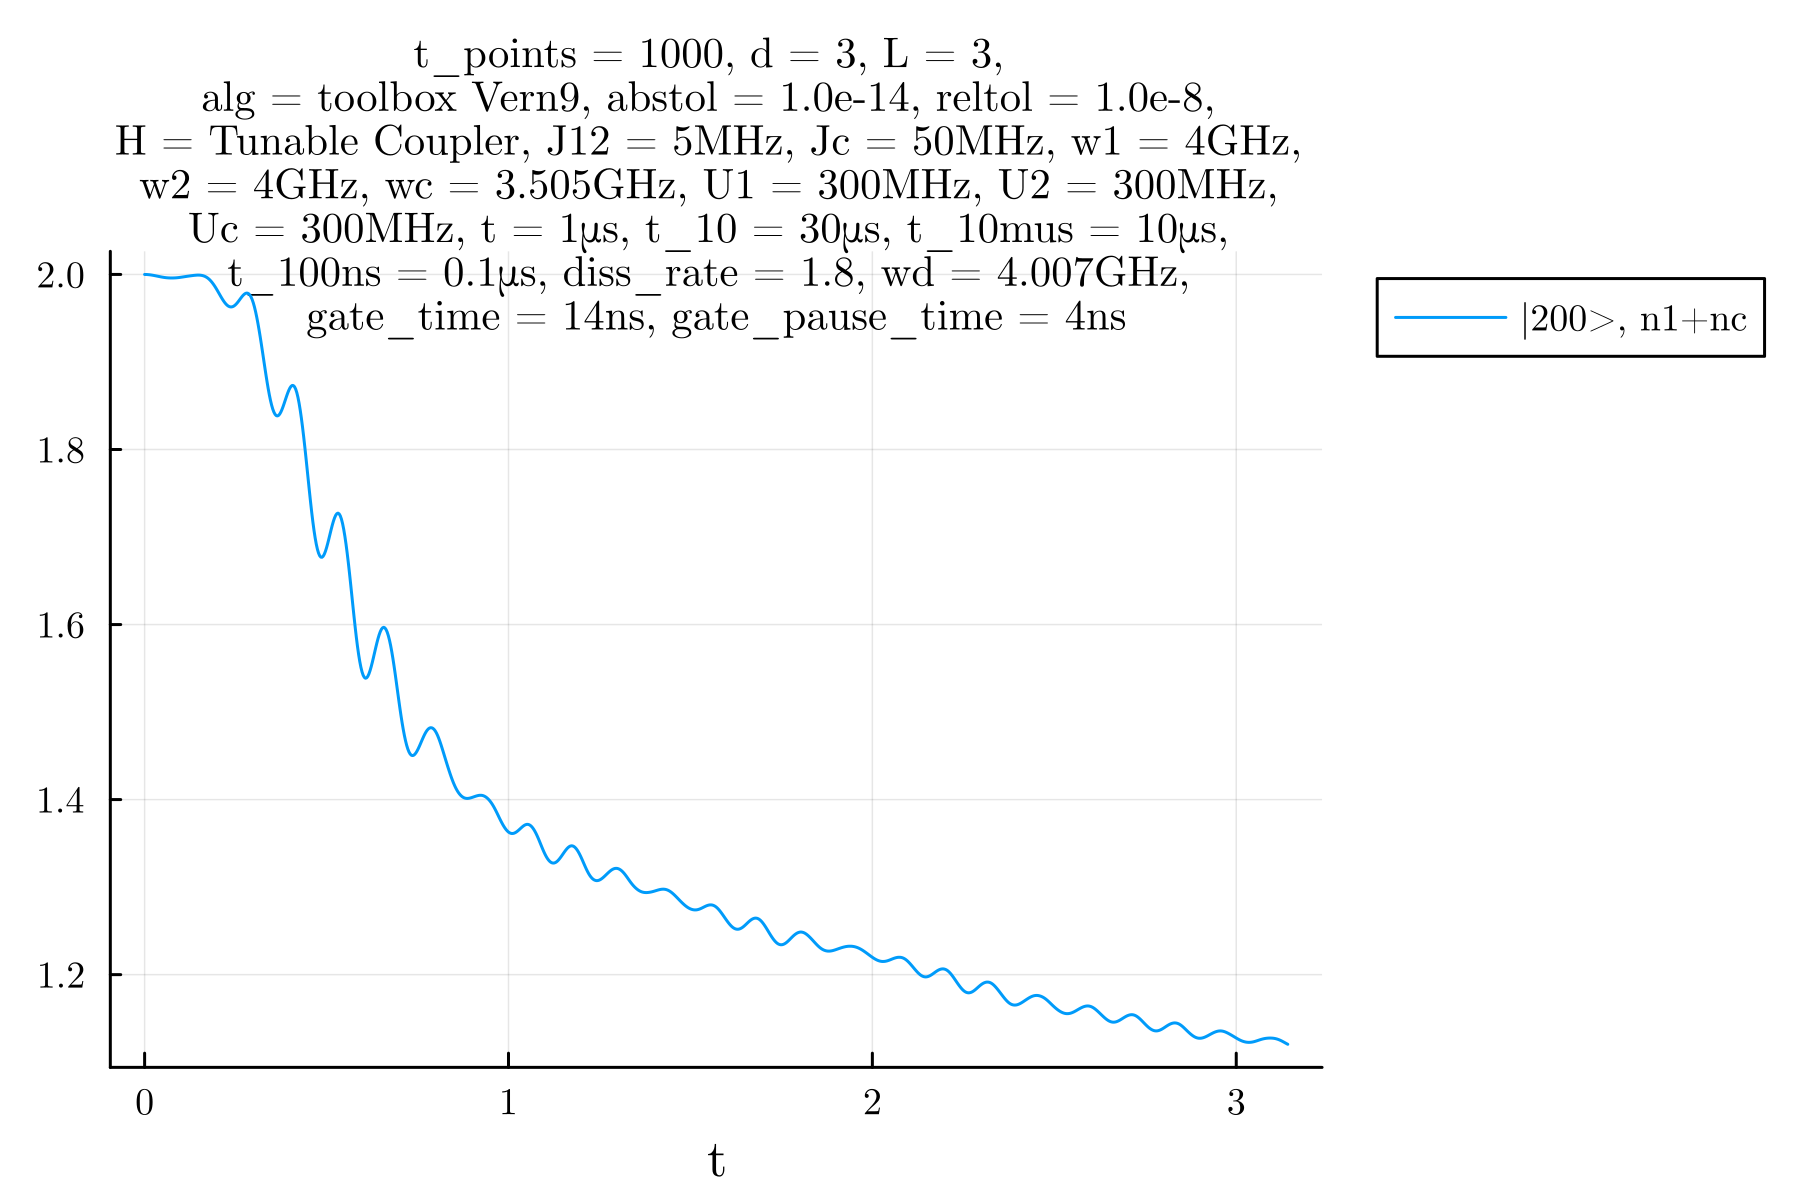 t_points = 1000, d = 3, L = 3,
alg = toolbox Vern9, abstol = 1.0e-14, reltol = 1.0e-8,
H = Tunable Coupler, J12 = 5MHz, Jc = 50MHz, w1 = 4GHz,
w2 = 4GHz, wc = 3.505GHz, U1 = 300MHz, U2 = 300MHz,
Uc = 300MHz, t = 1μs, t_10 = 30μs, t_10mus = 10μs,
t_100ns = 0.1μs, diss_rate = 1.8, wd = 4.007GHz,
gate_time = 14ns, gate_pause_time = 4ns
|200>, n1+nc
2.0
1.8
1.6
1.4
1.2
0 1 2 3
t